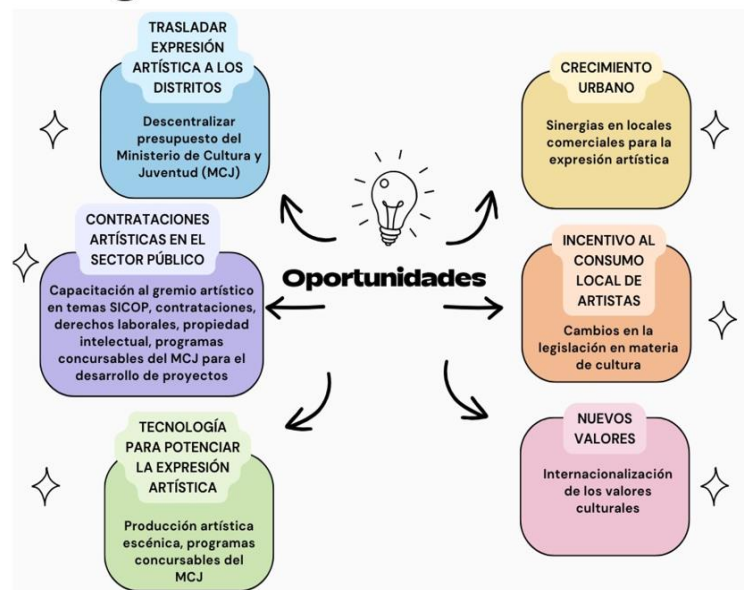 TRASLADAR
EXPRESIÓN
ARTÍSTICA A LOS
DISTRITOS
Descentralizar
presupuesto del
Ministerio de Cultura y
Juventud (MCJ)
CONTRATACIONES
ARTÍSTICAS EN EL
SECTOR PÚBLICO
Capacitación al gremio artístico
en temas SICOP, contrataciones,
derechos laborales, propiedad
intelectual, programas
concursables del MCJ para el
desarrollo de proyectos
TECNOLOGÍA
PARA POTENCIAR
LA EXPRESIÓN
ARTÍSTICA
Producción artística
escénica, programas
concursables del
MCJ
Oportunidades
CRECIMIENTO
URBANO
Sinergias en locales
comerciales para la
expresión artística
INCENTIVO AL
CONSUMO
LOCAL DE
ARTISTAS
Cambios en la
legislación en materia
de cultura
NUEVOS
VALORES
Internacionalización
de los valores
culturales